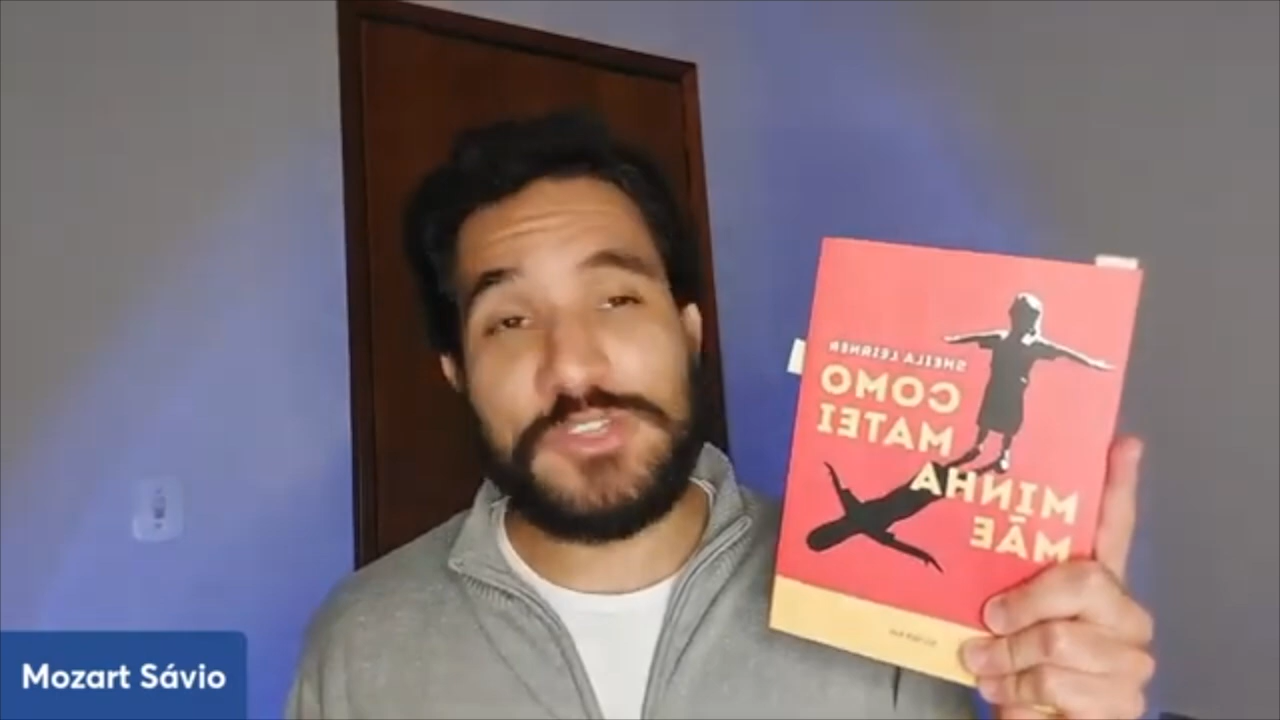 SHEILA LEIRNER
COMO
MATEI
MINHA
MÃE
Mozart Sávio